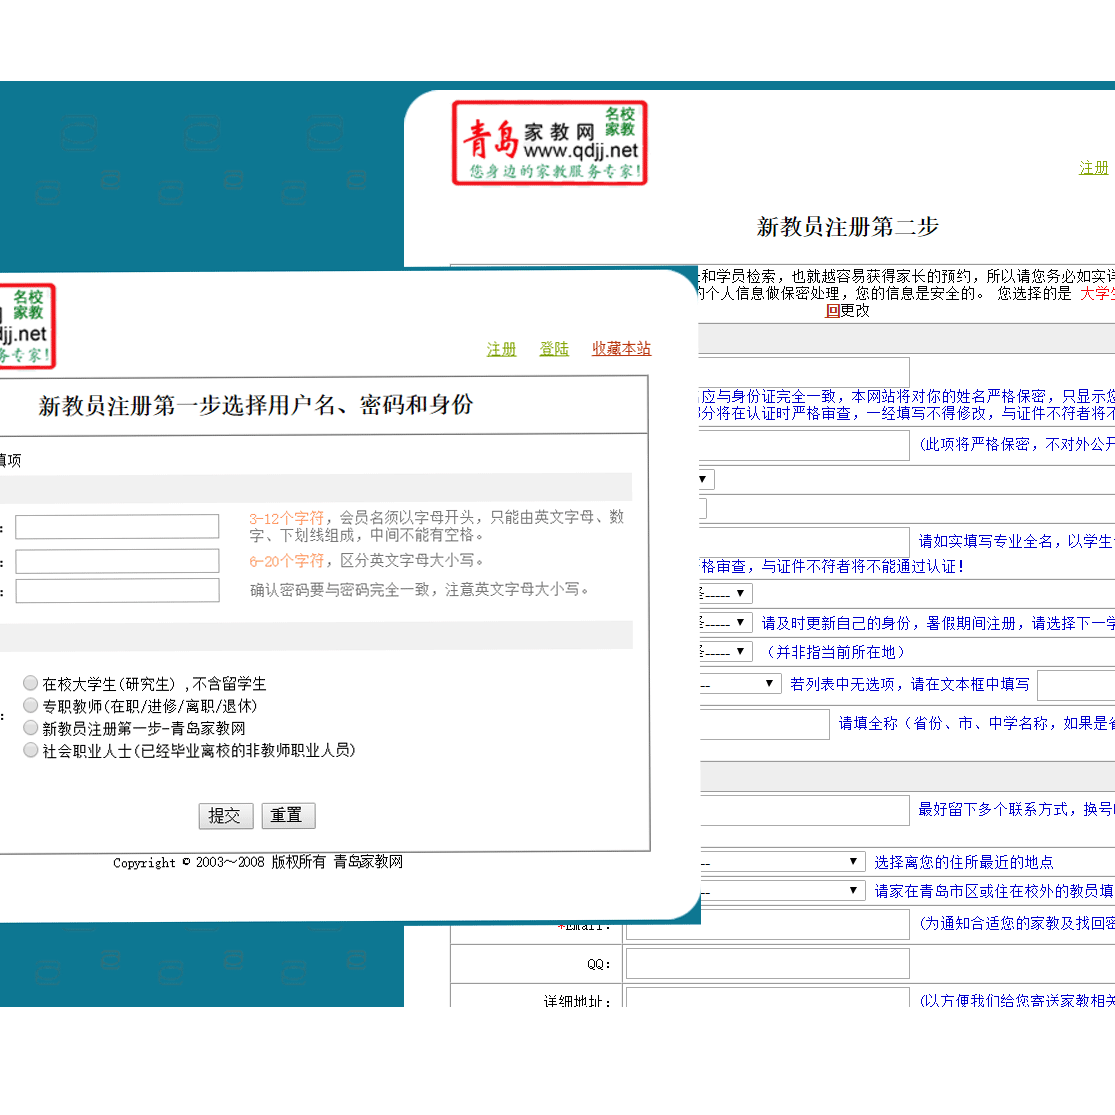 青岛家教网 名校家教
www.qdjj.net
您身边的家教服务专家!
注册
新教员注册第二步
和学员检索，也就越容易获得家长的预约，所以请您务必如实详
个人信息做保密处理，您的信息是安全的。 您选择的是 大学生
回更改
应与身份证完全一致，本网站将对你的姓名严格保密，只显示您
分将在认证时严格审查，一经填写不得修改，与证件不符者将不
(此项将严格保密，不对外公开
请如实填写专业全名，以学生
格审查，与证件不符者将不能通过认证!
-----
----- 请及时更新自己的身份，暑假期间注册，请选择下一学
----- （并非指当前所在地）
-- 若列表中无选项，请在文本框中填写
请填全称（省份、市、中学名称，如果是省
最好留下多个联系方式，换号
-- 选择离您的住所最近的地点
-- 请家在青岛市区或住在校外的教员填
*Email： (为通知合适您的家教及找回密
QQ：
详细地址： (以方便我们给您寄送家教相关
名校家教
jj.net
务专家!
注册 登陆 收藏本站
新教员注册第一步选择用户名、密码和身份
填项
： 3-12个字符，会员名须以字母开头，只能由英文字母、数
字、下划线组成，中间不能有空格。
： 6-20个字符，区分英文字母大小写。
： 确认密码要与密码完全一致，注意英文字母大小写。
在校大学生(研究生) ,不含留学生
： 专职教师(在职/进修/离职/退休)
新教员注册第一步-青岛家教网
社会职业人士(已经毕业离校的非教师职业人员)
提交 重置
Copyright © 2003～2008 版权所有 青岛家教网